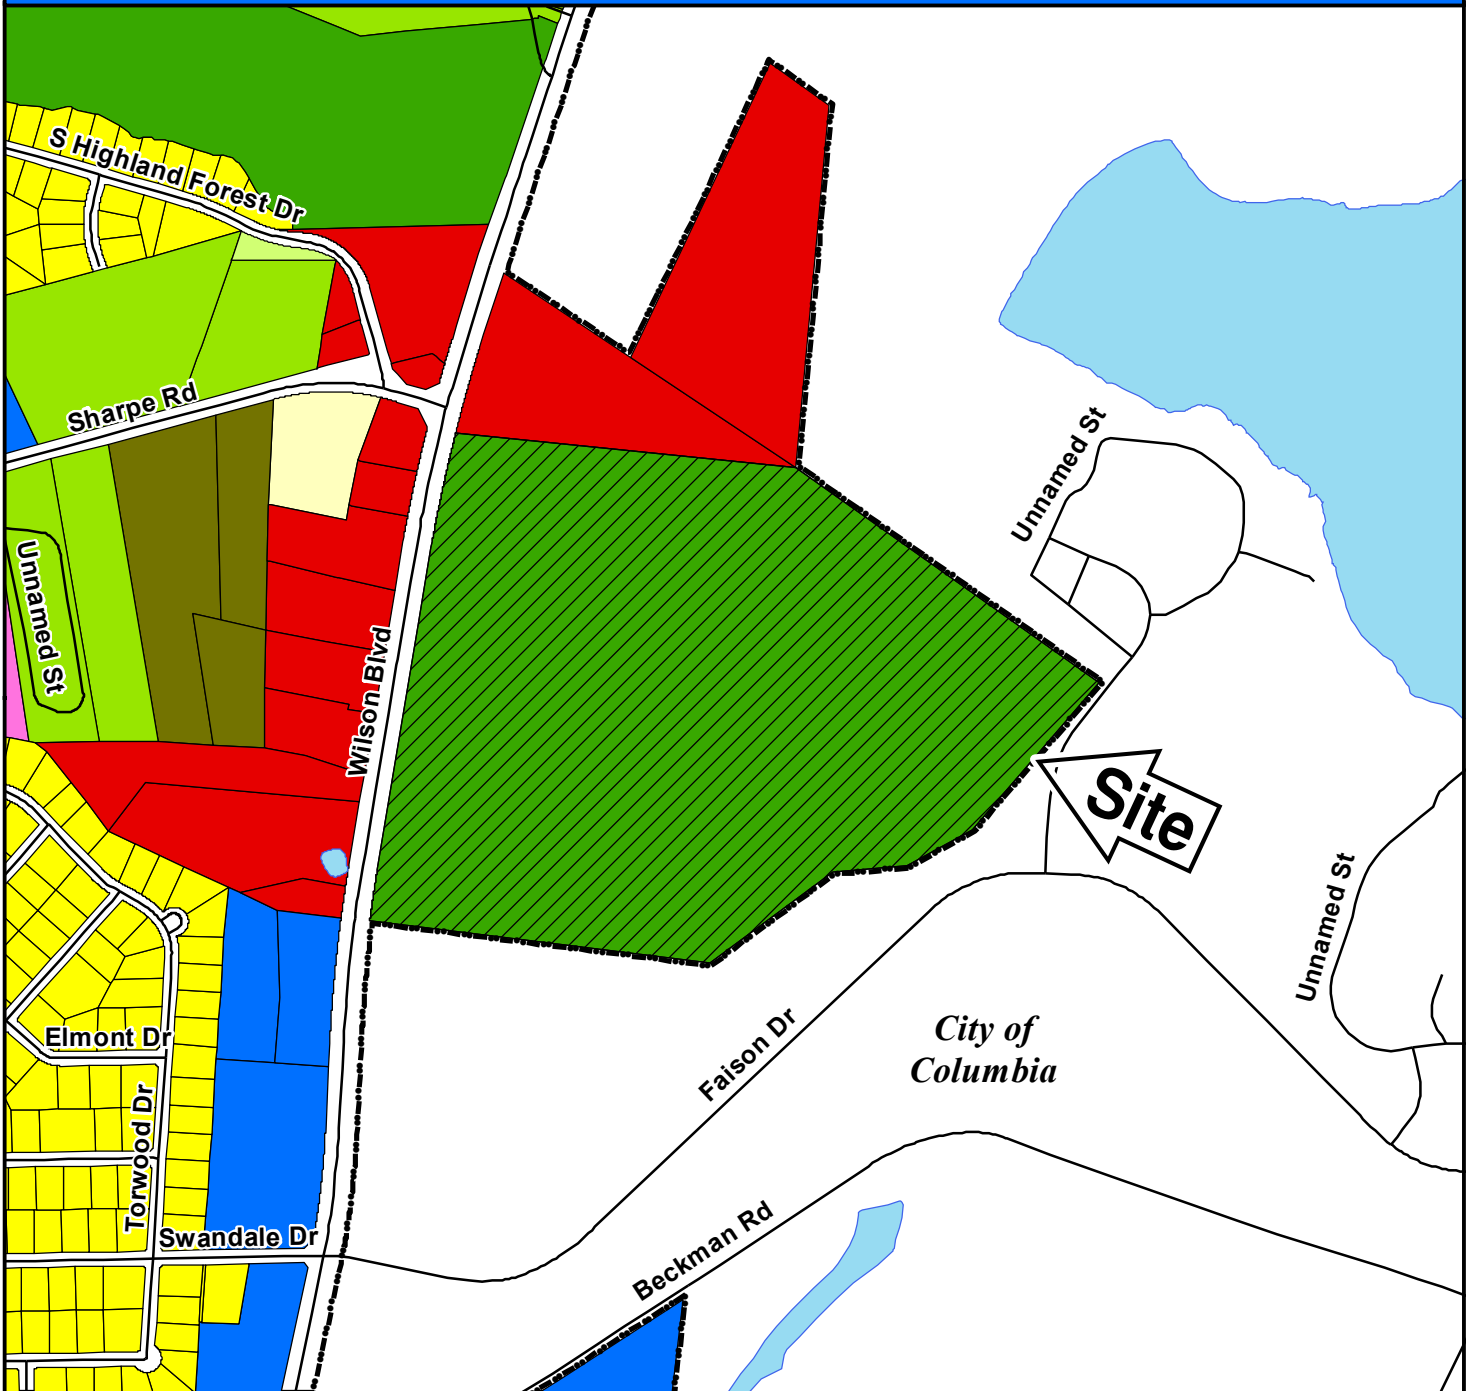 S Highland Forest Dr
Sharpe Rd
Unnamed St
Unnamed St
Wilson Blvd
Site
Unnamed St
City of
Columbia
Faison Dr
Elmont Dr
Torwood Dr
Swandale Dr
Beckman Rd